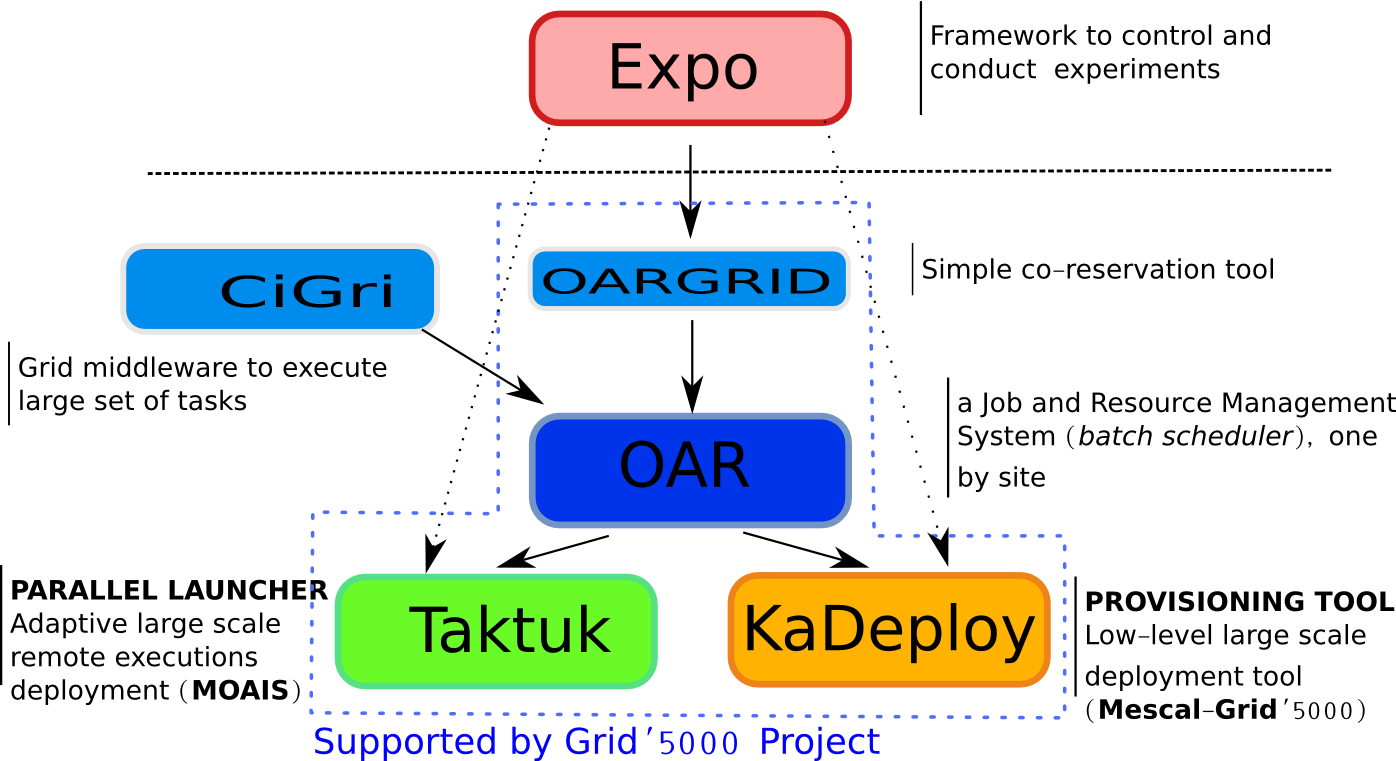 Expo
Framework to control and
conduct experiments
CiGri
OARGRID
Simple co-reservation tool
Grid middleware to execute
large set of tasks
OAR
a Job and Resource Management
System (batch scheduler), one
by site
PARALLEL LAUNCHER
Adaptive large scale
remote executions
deployment (MOAIS)
Taktuk
KaDeploy
PROVISIONING TOOL
Low-level large scale
deployment tool
(Mescal-Grid'5000)
Supported by Grid'5000 Project